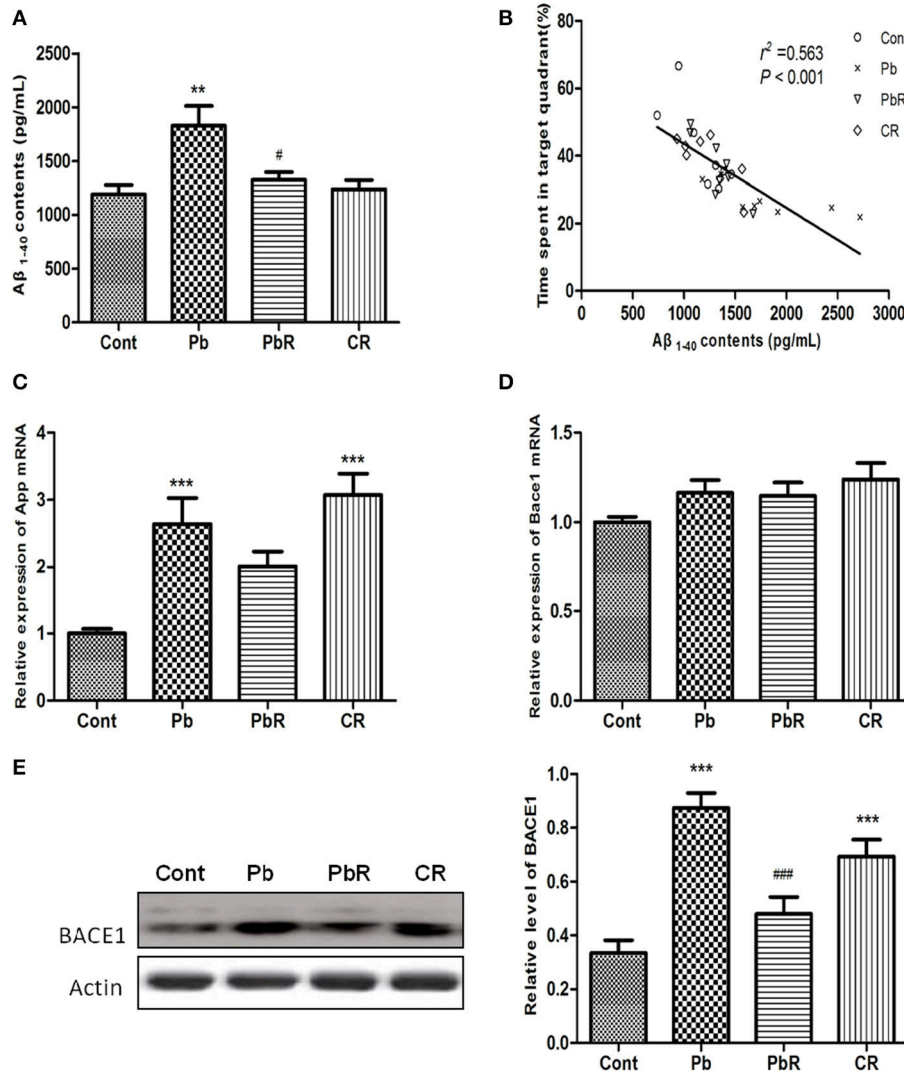 A
Aβ 1-40 contents (pg/mL)
2500
2000
1500
1000
500
0
**
#
Cont Pb PbR CR
B
Time spent in target quadrant(%)
80
60
40
20
0
r² =0.563
P < 0.001
Con
Pb
PbR
CR
0 500 1000 1500 2000 2500 3000
Aβ 1-40 contents (pg/mL)
C
Relative expression of App mRNA
4
3
2
1
0
***
***
Cont Pb PbR CR
D
Relative expression of Bace1 mRNA
1.5
1.0
0.5
0.0
Cont Pb PbR CR
E
Cont Pb PbR CR
BACE1
Actin
Relative level of BACE1
1.0
0.8
0.6
0.4
0.2
0.0
***
###
***
Cont Pb PbR CR